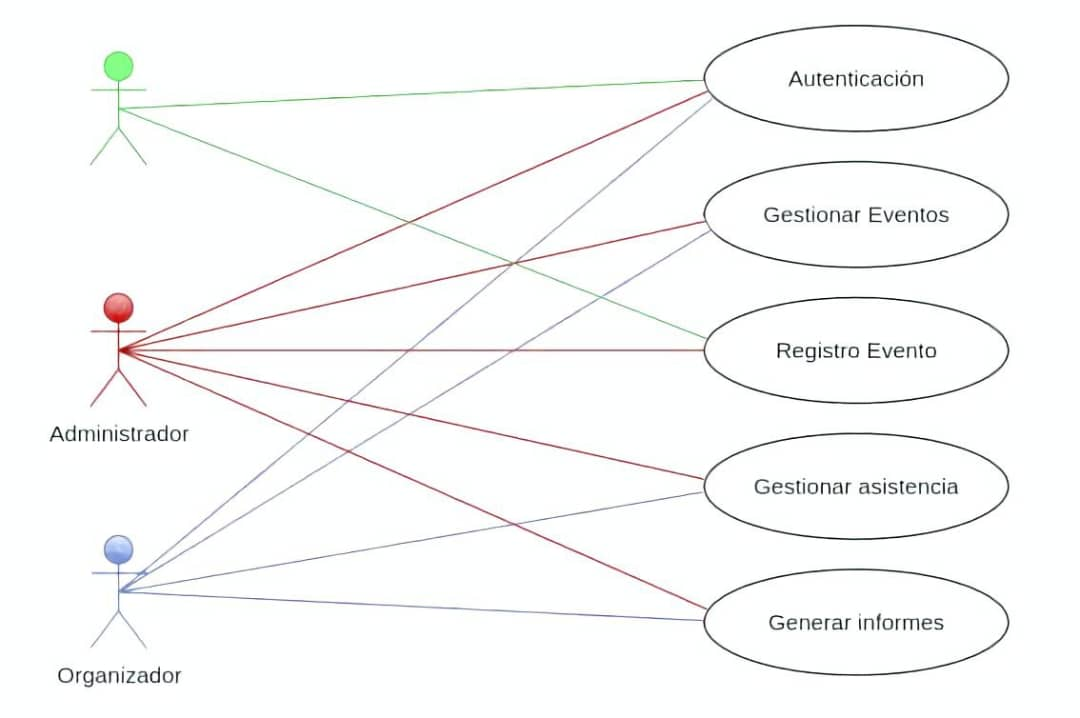 Autenticación
Gestionar Eventos
Registro Evento
Administrador
Gestionar asistencia
Generar informes
Organizador